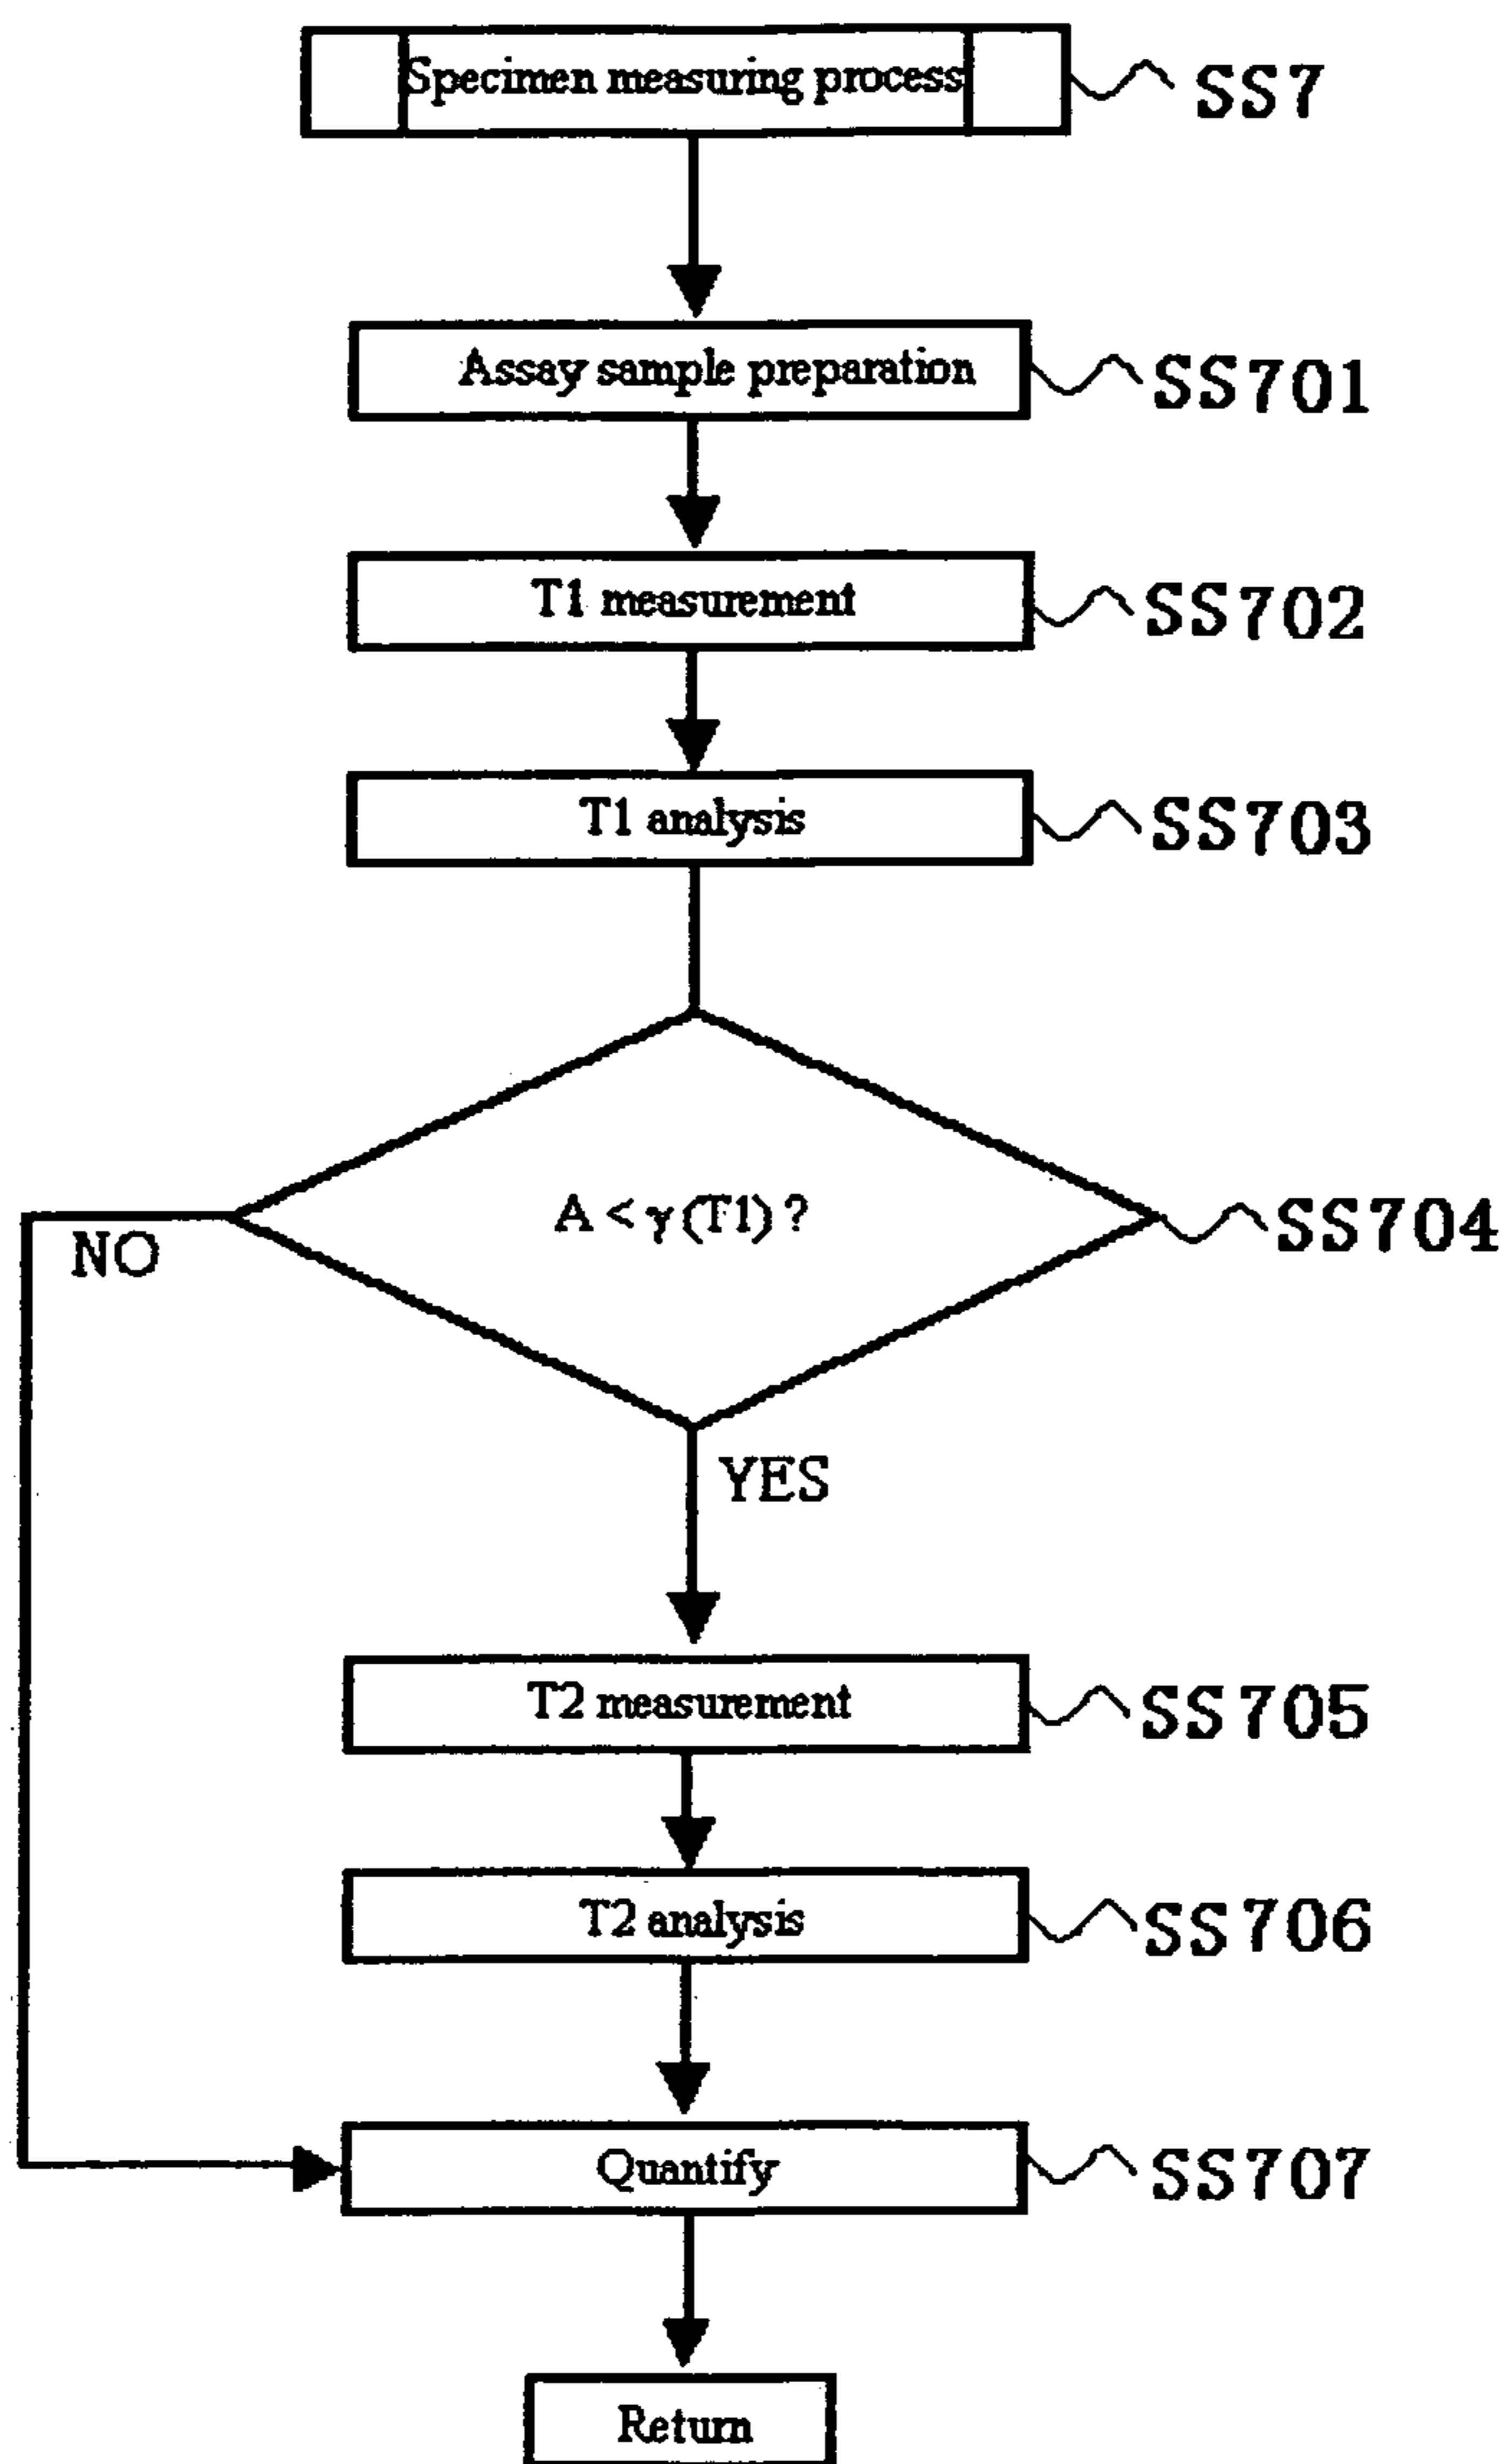 Specimen measuring process
SS7
Assay sample preparation
SS701
T1 measurement
SS702
T1 analysis
SS703
A < γ (T1) ?
SS704
NO
YES
T2 measurement
SS705
T2 analysis
SS706
Quantify
SS707
Return